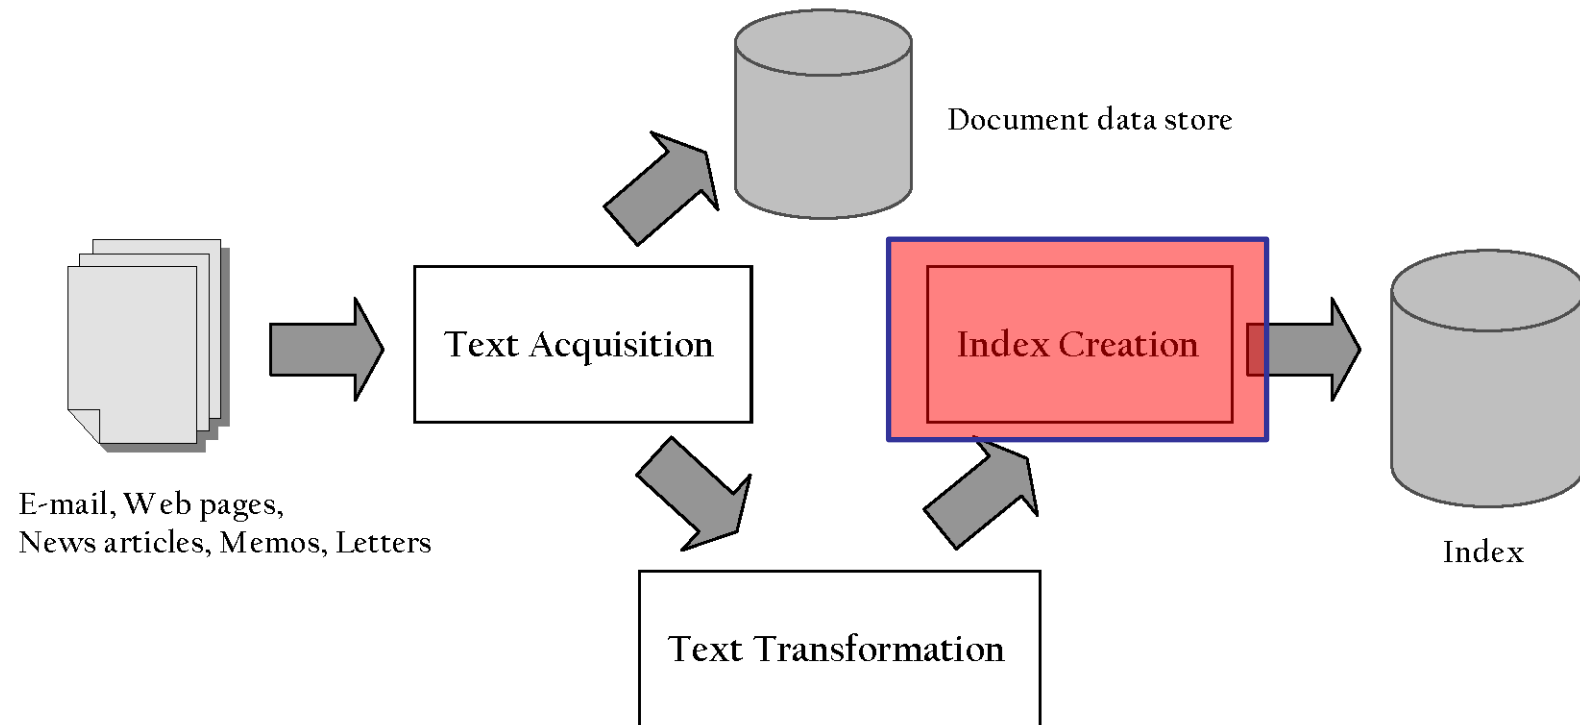 Document data store
Text Acquisition
Index Creation
E-mail, Web pages,
News articles, Memos, Letters
Index
Text Transformation